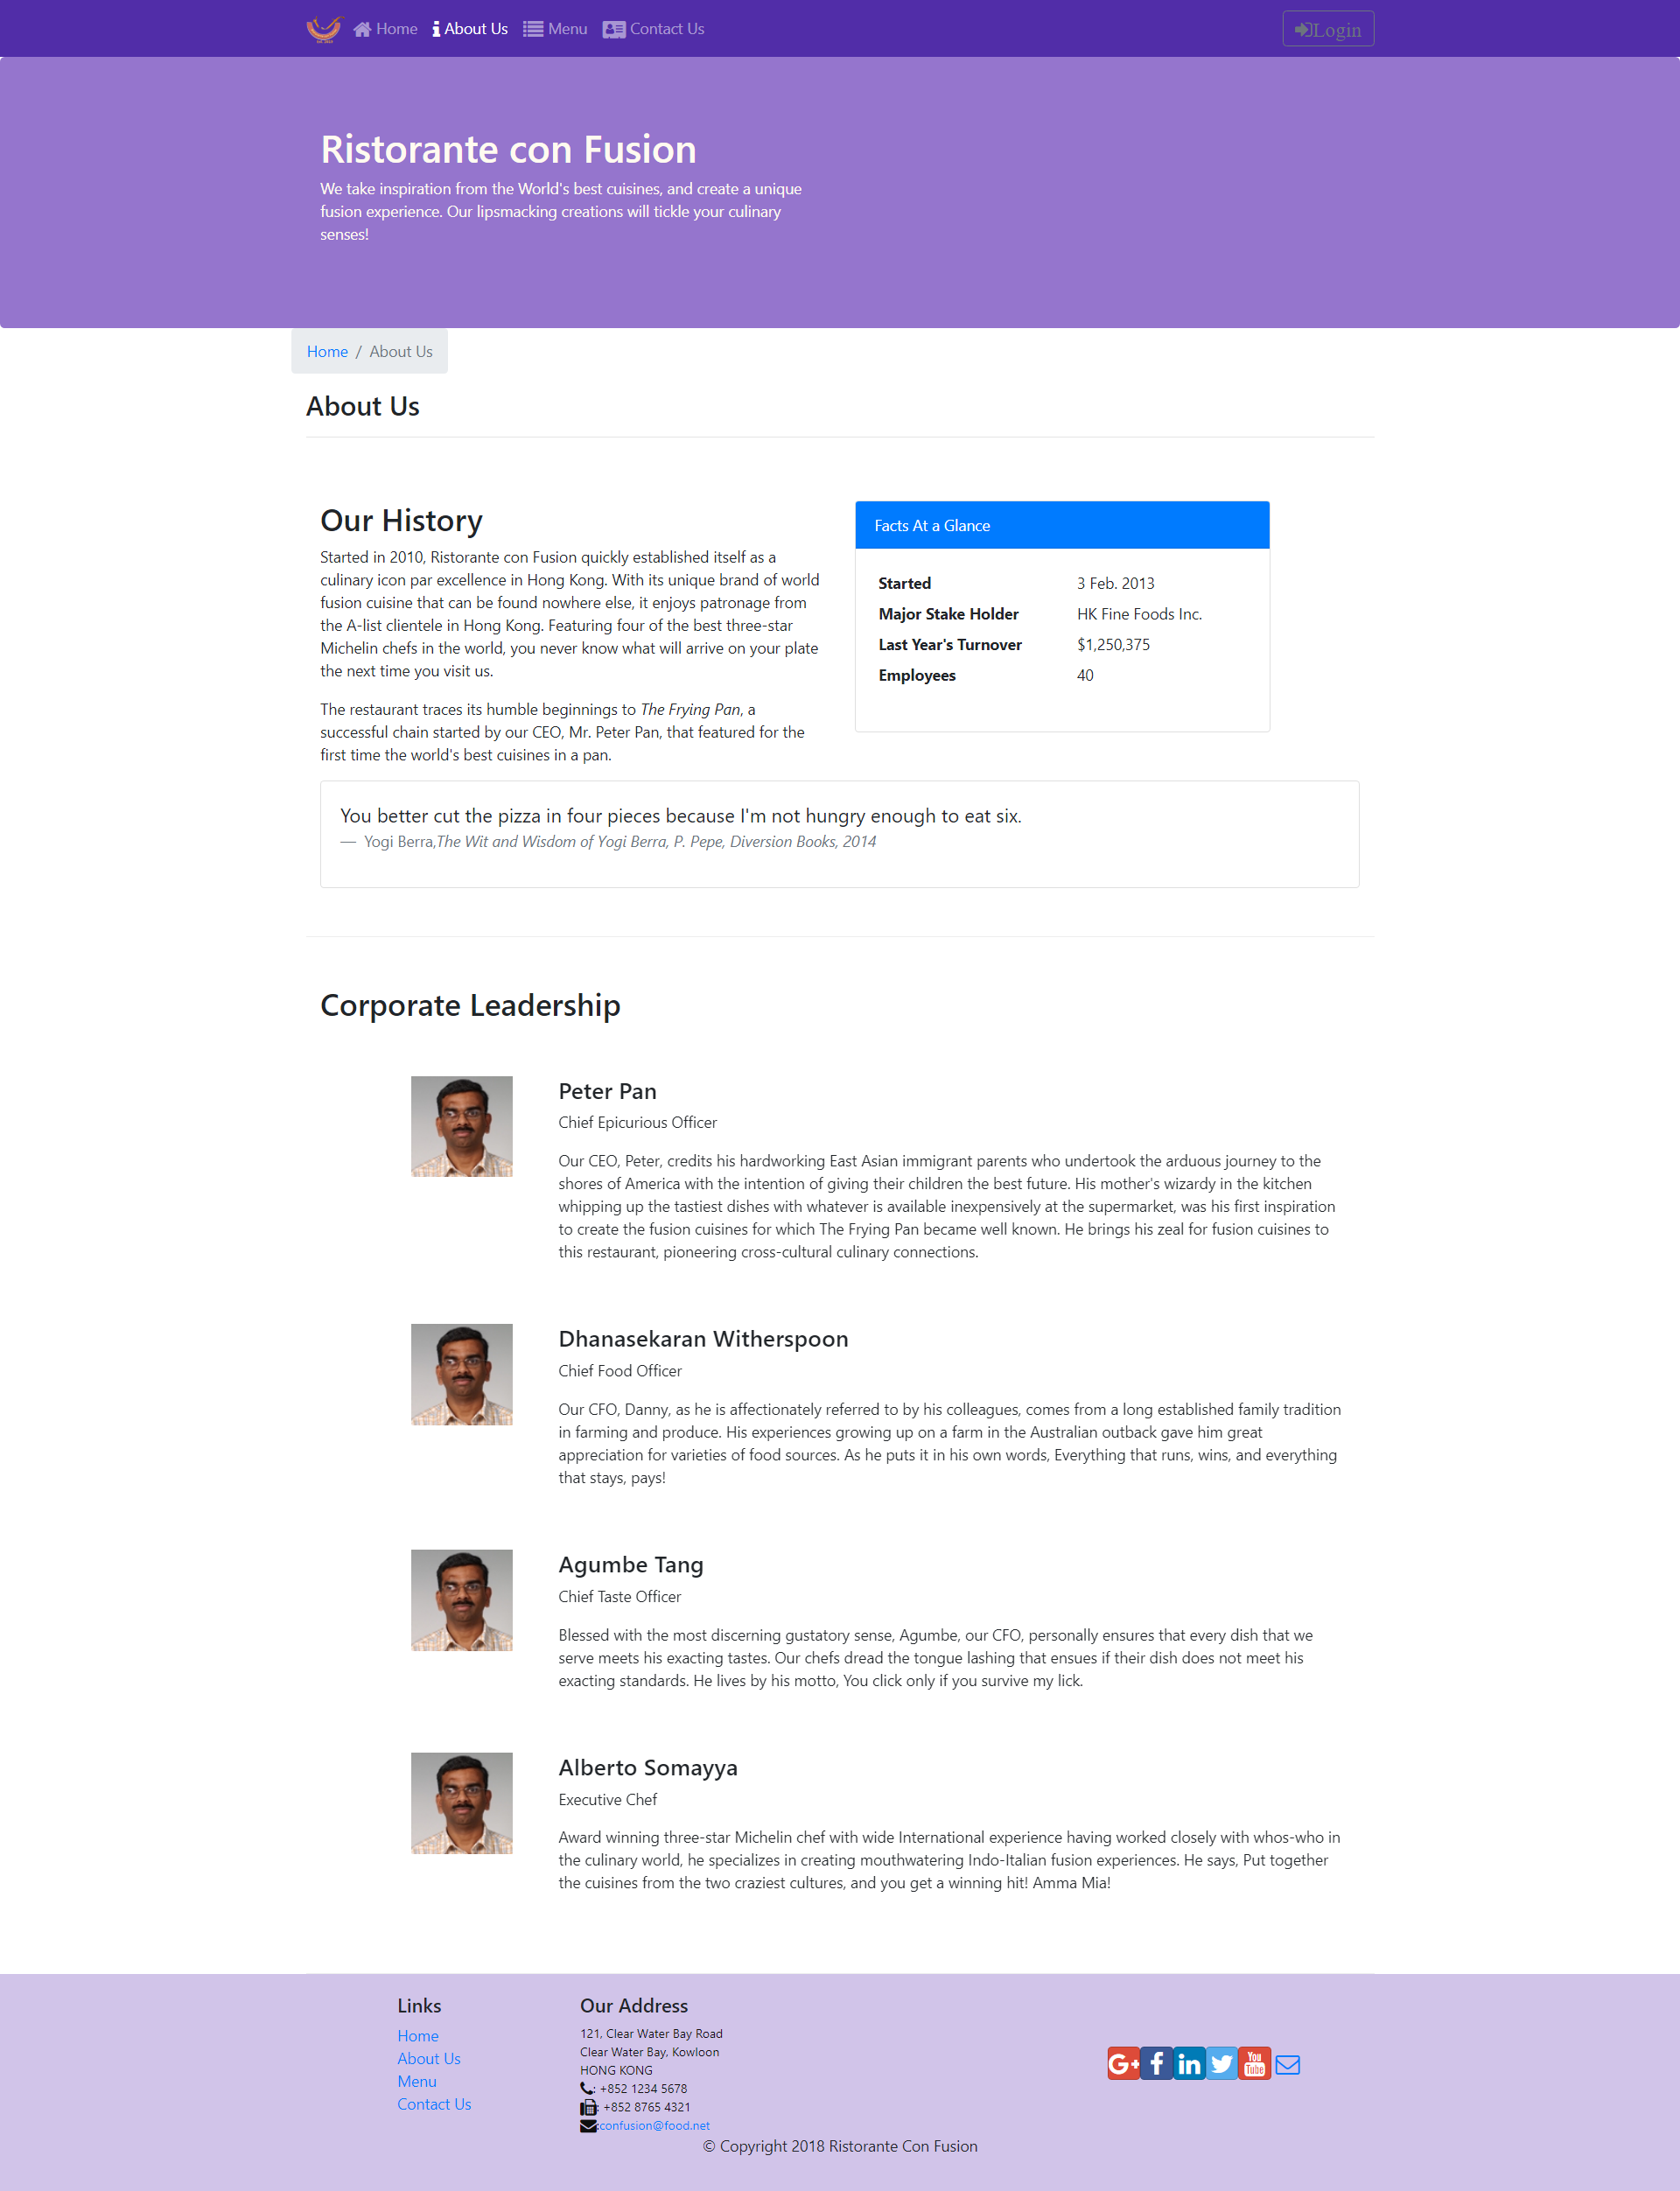 Home About Us Menu Contact Us Login
Ristorante con Fusion
We take inspiration from the World's best cuisines, and create a unique
fusion experience. Our lipsmacking creations will tickle your culinary
senses!
Home / About Us
About Us
Our History
Started in 2010, Ristorante con Fusion quickly established itself as a
culinary icon par excellence in Hong Kong. With its unique brand of world
fusion cuisine that can be found nowhere else, it enjoys patronage from
the A-list clientele in Hong Kong. Featuring four of the best three-star
Michelin chefs in the world, you never know what will arrive on your plate
the next time you visit us.
The restaurant traces its humble beginnings to The Frying Pan, a
successful chain started by our CEO, Mr. Peter Pan, that featured for the
first time the world's best cuisines in a pan.
Facts At a Glance
Started 3 Feb. 2013
Major Stake Holder HK Fine Foods Inc.
Last Year's Turnover $1,250,375
Employees 40
You better cut the pizza in four pieces because I'm not hungry enough to eat six.
— Yogi Berra,The Wit and Wisdom of Yogi Berra, P. Pepe, Diversion Books, 2014
Corporate Leadership
Peter Pan
Chief Epicurious Officer
Our CEO, Peter, credits his hardworking East Asian immigrant parents who undertook the arduous journey to the
shores of America with the intention of giving their children the best future. His mother's wizardy in the kitchen
whipping up the tastiest dishes with whatever is available inexpensively at the supermarket, was his first inspiration
to create the fusion cuisines for which The Frying Pan became well known. He brings his zeal for fusion cuisines to
this restaurant, pioneering cross-cultural culinary connections.
Dhanasekaran Witherspoon
Chief Food Officer
Our CFO, Danny, as he is affectionately referred to by his colleagues, comes from a long established family tradition
in farming and produce. His experiences growing up on a farm in the Australian outback gave him great
appreciation for varieties of food sources. As he puts it in his own words, Everything that runs, wins, and everything
that stays, pays!
Agumbe Tang
Chief Taste Officer
Blessed with the most discerning gustatory sense, Agumbe, our CFO, personally ensures that every dish that we
serve meets his exacting tastes. Our chefs dread the tongue lashing that ensues if their dish does not meet his
exacting standards. He lives by his motto, You click only if you survive my lick.
Alberto Somayya
Executive Chef
Award winning three-star Michelin chef with wide International experience having worked closely with whos-who in
the culinary world, he specializes in creating mouthwatering Indo-Italian fusion experiences. He says, Put together
the cuisines from the two craziest cultures, and you get a winning hit! Amma Mia!
Links
Home
About Us
Menu
Contact Us
Our Address
121, Clear Water Bay Road
Clear Water Bay, Kowloon
HONG KONG
: +852 1234 5678
: +852 8765 4321
:confusion@food.net
G+ f in You Tube
© Copyright 2018 Ristorante Con Fusion